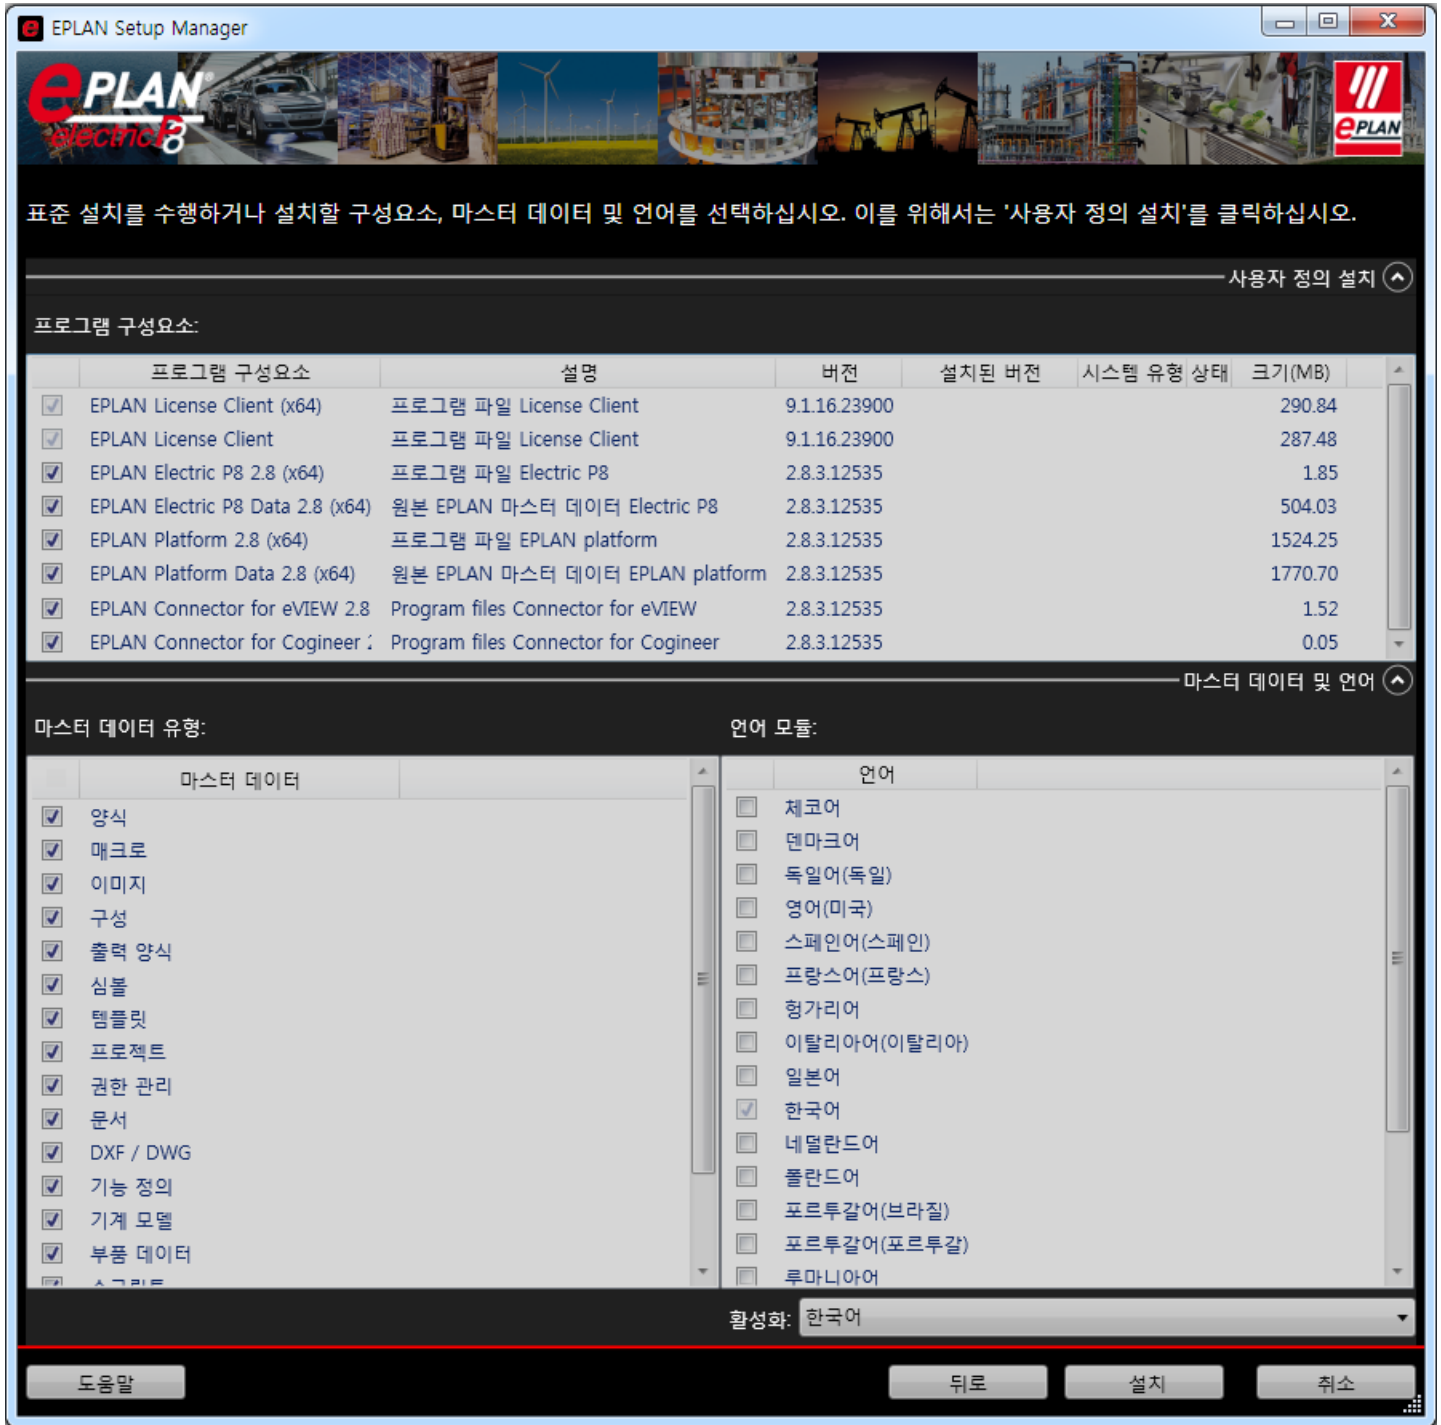 EPLAN Setup Manager
ePLAN
electric P8
ePLAN
표준 설치를 수행하거나 설치할 구성요소, 마스터 데이터 및 언어를 선택하십시오. 이를 위해서는 '사용자 정의 설치'를 클릭하십시오.
사용자 정의 설치
프로그램 구성요소:
프로그램 구성요소 설명 버전 설치된 버전 시스템 유형 상태 크기(MB)
EPLAN License Client (x64) 프로그램 파일 License Client 9.1.16.23900 290.84
EPLAN License Client 프로그램 파일 License Client 9.1.16.23900 287.48
EPLAN Electric P8 2.8 (x64) 프로그램 파일 Electric P8 2.8.3.12535 1.85
EPLAN Electric P8 Data 2.8 (x64) 원본 EPLAN 마스터 데이터 Electric P8 2.8.3.12535 504.03
EPLAN Platform 2.8 (x64) 프로그램 파일 EPLAN platform 2.8.3.12535 1524.25
EPLAN Platform Data 2.8 (x64) 원본 EPLAN 마스터 데이터 EPLAN platform 2.8.3.12535 1770.70
EPLAN Connector for eVIEW 2.8 Program files Connector for eVIEW 2.8.3.12535 1.52
EPLAN Connector for Cogineer Program files Connector for Cogineer 2.8.3.12535 0.05
마스터 데이터 및 언어
마스터 데이터 유형:
마스터 데이터
양식
매크로
이미지
구성
출력 양식
심볼
템플릿
프로젝트
권한 관리
문서
DXF / DWG
기능 정의
기계 모델
부품 데이터
언어 모듈:
언어
체코어
덴마크어
독일어(독일)
영어(미국)
스페인어(스페인)
프랑스어(프랑스)
헝가리어
이탈리아어(이탈리아)
일본어
한국어
네덜란드어
폴란드어
포르투갈어(브라질)
포르투갈어(포르투갈)
루마니아어
활성화: 한국어
도움말 뒤로 설치 취소